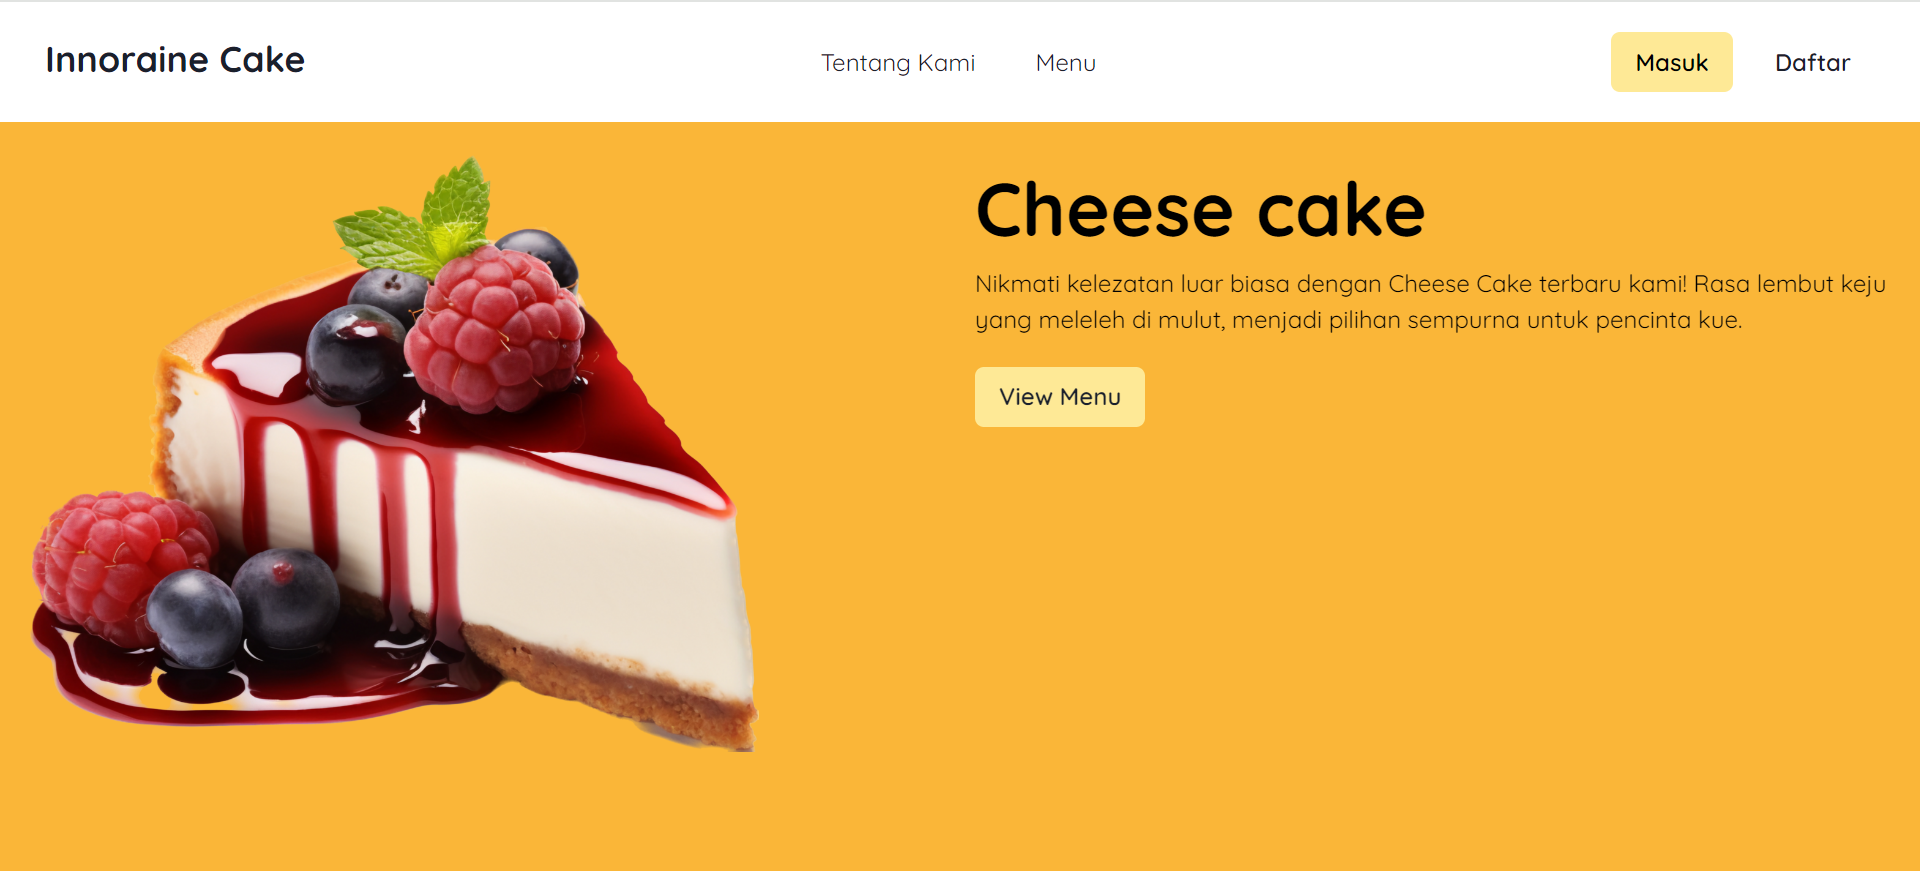 Innoraine Cake
Tentang Kami
Menu
Masuk
Daftar
Cheese cake
Nikmati kelezatan luar biasa dengan Cheese Cake terbaru kami! Rasa lembut keju
yang meleleh di mulut, menjadi pilihan sempurna untuk pencinta kue.
View Menu